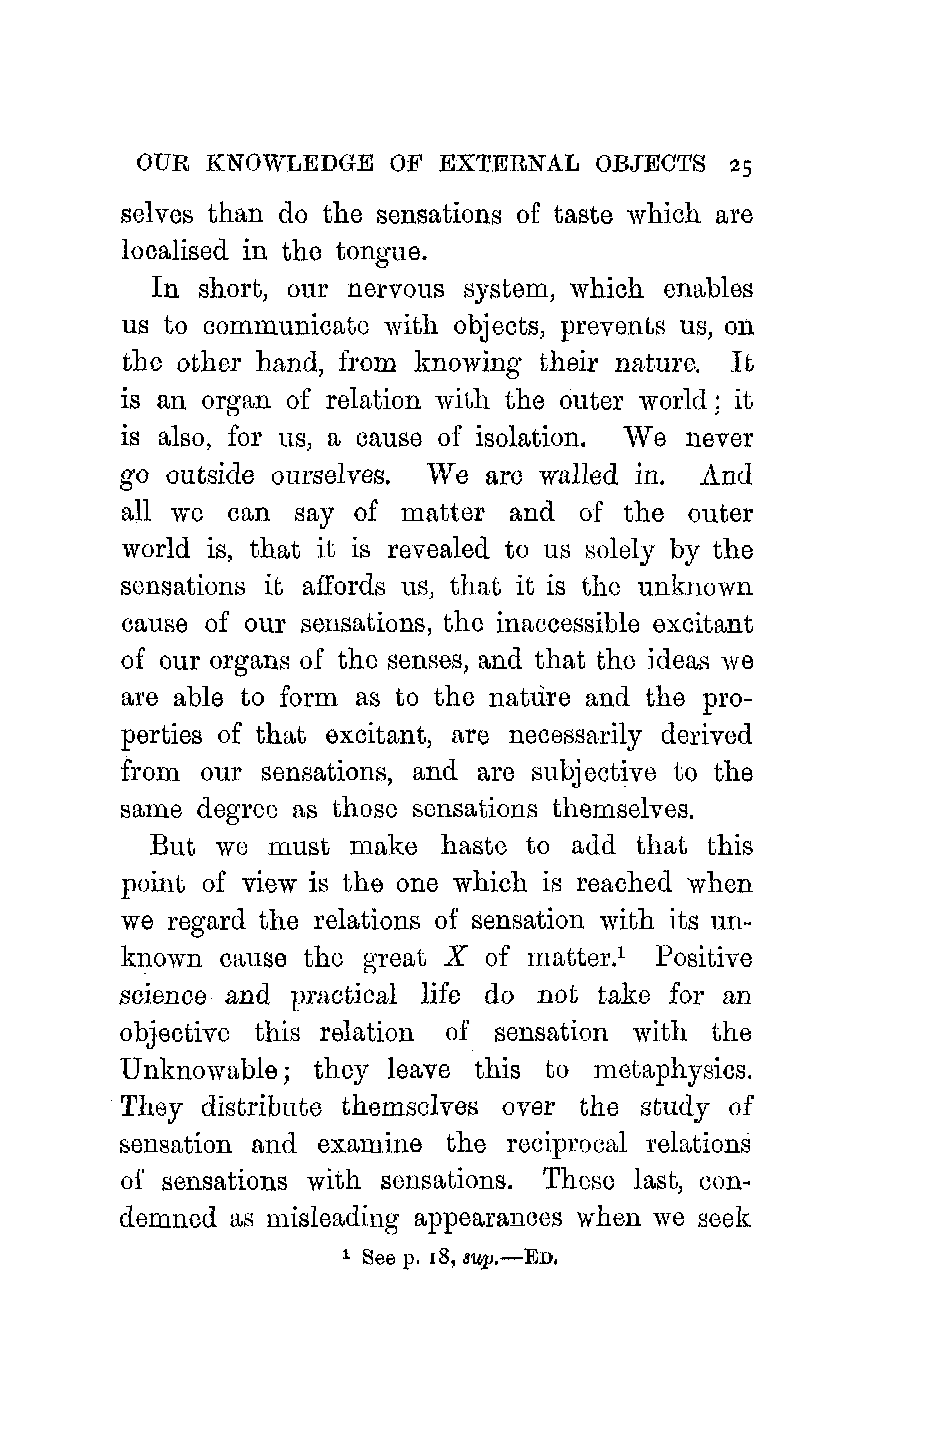 OUR KNOWLEDGE OF EXTERNAL OBJECTS 25
selves than do the sensations of taste which are
localised in the tongue.
In short, our nervous system, which enables
us to communicate with objects, prevents us, on
the other hand, from knowing their nature. It
is an organ of relation with the outer world; it
is also, for us, a cause of isolation. We never
go outside ourselves. We are walled in. And
all we can say of matter and of the outer
world is, that it is revealed to us solely by the
sensations it affords us, that it is the unknown
cause of our sensations, the inaccessible excitant
of our organs of the senses, and that the ideas we
are able to form as to the nature and the pro-
perties of that excitant, are necessarily derived
from our sensations, and are subjective to the
same degree as those sensations themselves.
But we must make haste to add that this
point of view is the one which is reached when
we regard the relations of sensation with its un-
known cause the great X of matter.¹ Positive
science and practical life do not take for an
objective this relation of sensation with the
Unknowable; they leave this to metaphysics.
They distribute themselves over the study of
sensation and examine the reciprocal relations
of sensations with sensations. These last, con-
demned as misleading appearances when we seek
¹ See p. 18, sup.—ED.